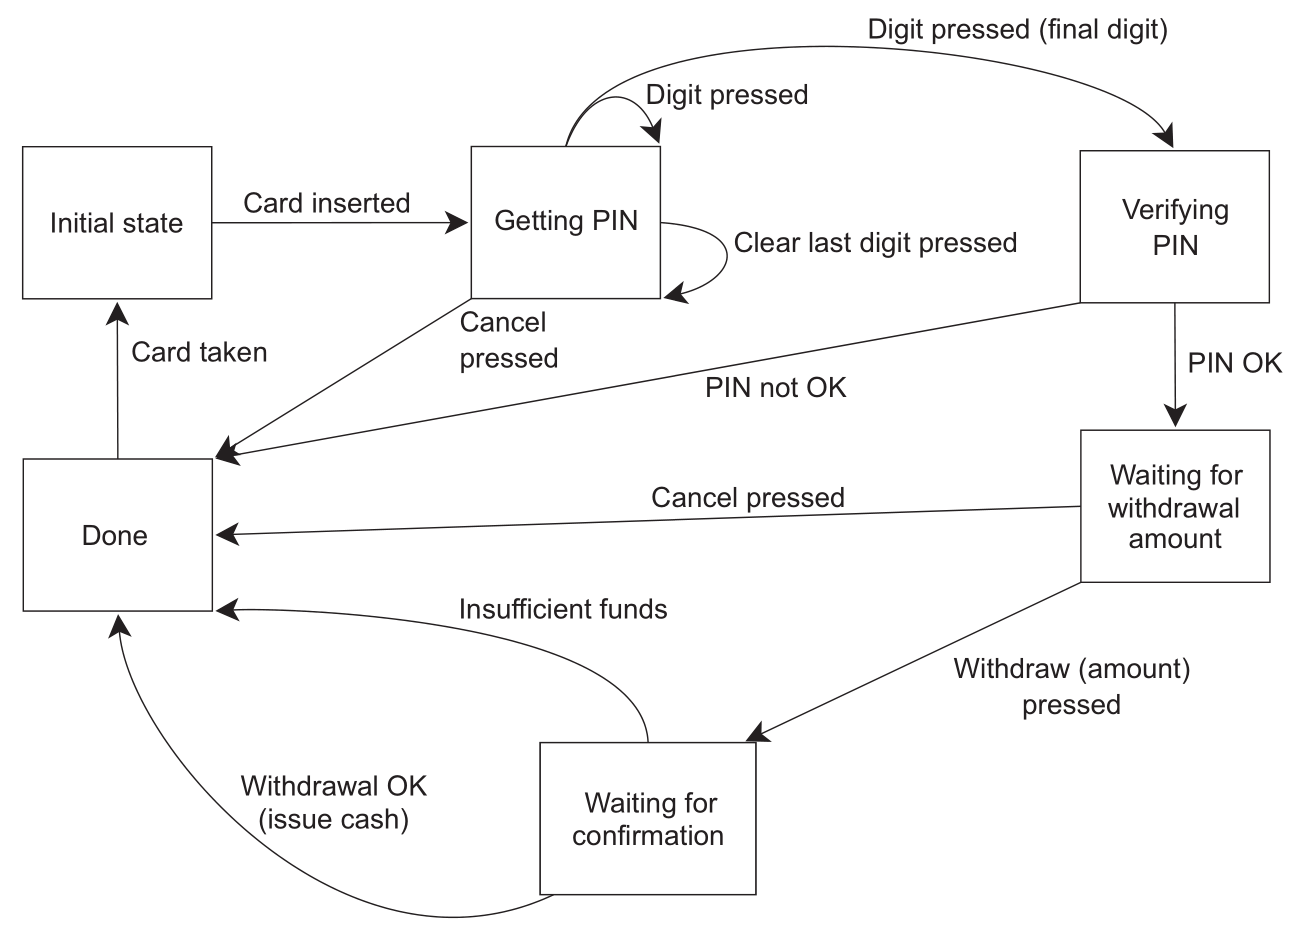 Digit pressed (final digit)
Digit pressed
Initial state
Card inserted
Getting PIN
Clear last digit pressed
Verifying
PIN
Card taken
Cancel
pressed
PIN not OK
PIN OK
Done
Cancel pressed
Waiting for
withdrawal
amount
Insufficient funds
Withdraw (amount)
pressed
Withdrawal OK
(issue cash)
Waiting for
confirmation